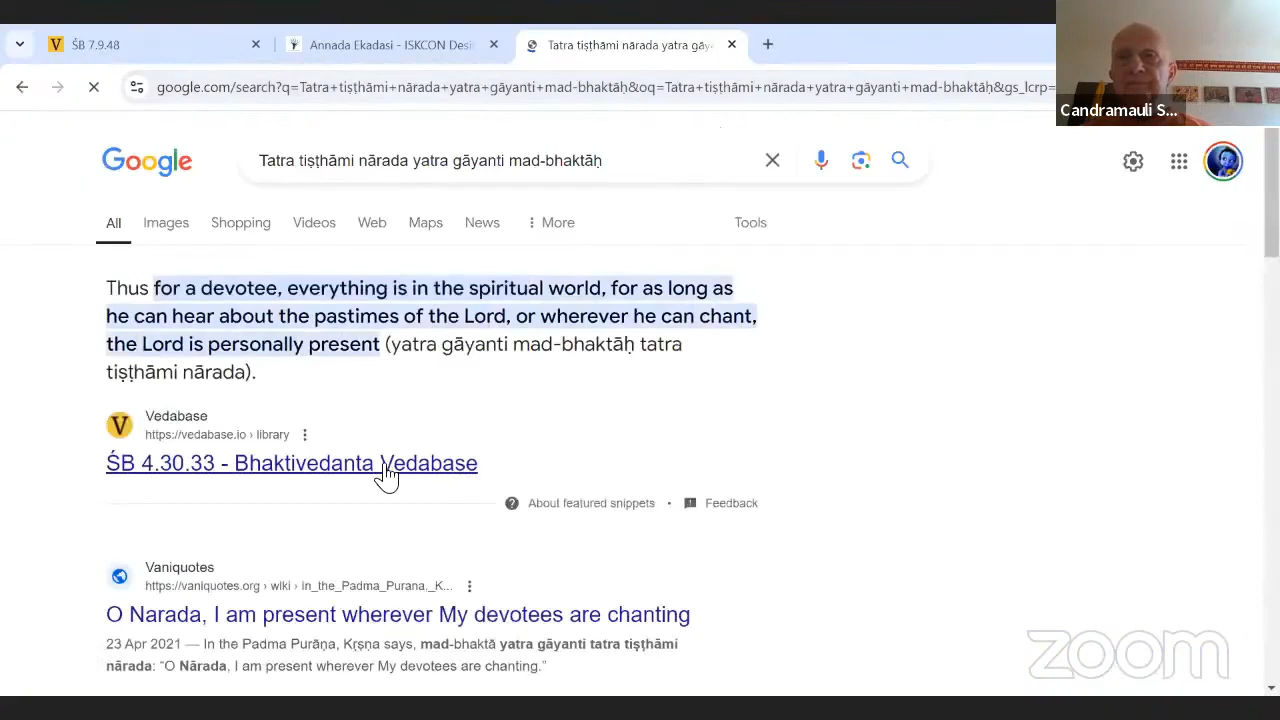 ŚB 7.9.48
Annada Ekadasi - ISKCON Desi
Tatra tiṣṭhāmi nārada yatra gāy
google.com/search?q=Tatra+tiṣṭhāmi+nārada+yatra+gāyanti+mad-bhaktāḥ&oq=Tatra+tiṣṭhāmi+nārada+yatra+gāyanti+mad-bhaktāḥ&gs_lcrp=
Candramauli S...
Google
Tatra tiṣṭhāmi nārada yatra gāyanti mad-bhaktāḥ
All Images Shopping Videos Web Maps News More Tools
Thus for a devotee, everything is in the spiritual world, for as long as
he can hear about the pastimes of the Lord, or wherever he can chant,
the Lord is personally present (yatra gāyanti mad-bhaktāḥ tatra
tiṣṭhāmi nārada).
V
Vedabase
https://vedabase.io › library
ŚB 4.30.33 - Bhaktivedanta Vedabase
About featured snippets • Feedback
Vaniquotes
https://vaniquotes.org › wiki › in_the_Padma_Purana,_K...
O Narada, I am present wherever My devotees are chanting
23 Apr 2021 — In the Padma Purāṇa, Kṛṣṇa says, mad-bhaktā yatra gāyanti tatra tiṣṭhāmi
nārada: “O Nārada, I am present wherever My devotees are chanting.”
zoom